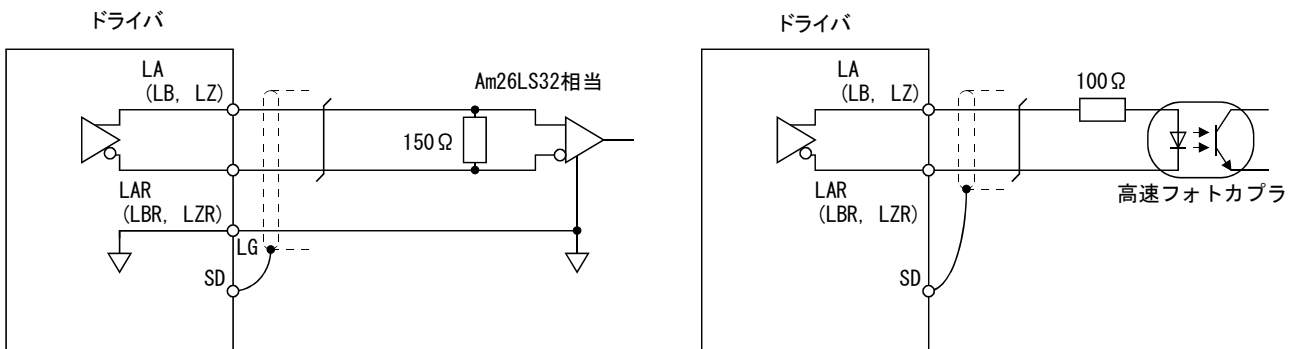 ドライバ
LA
(LB, LZ)
Am26LS32相当
150Ω
LAR
(LBR, LZR)
LG
SD
ドライバ
LA
(LB, LZ)
100Ω
LAR
(LBR, LZR)
高速フォトカプラ
SD